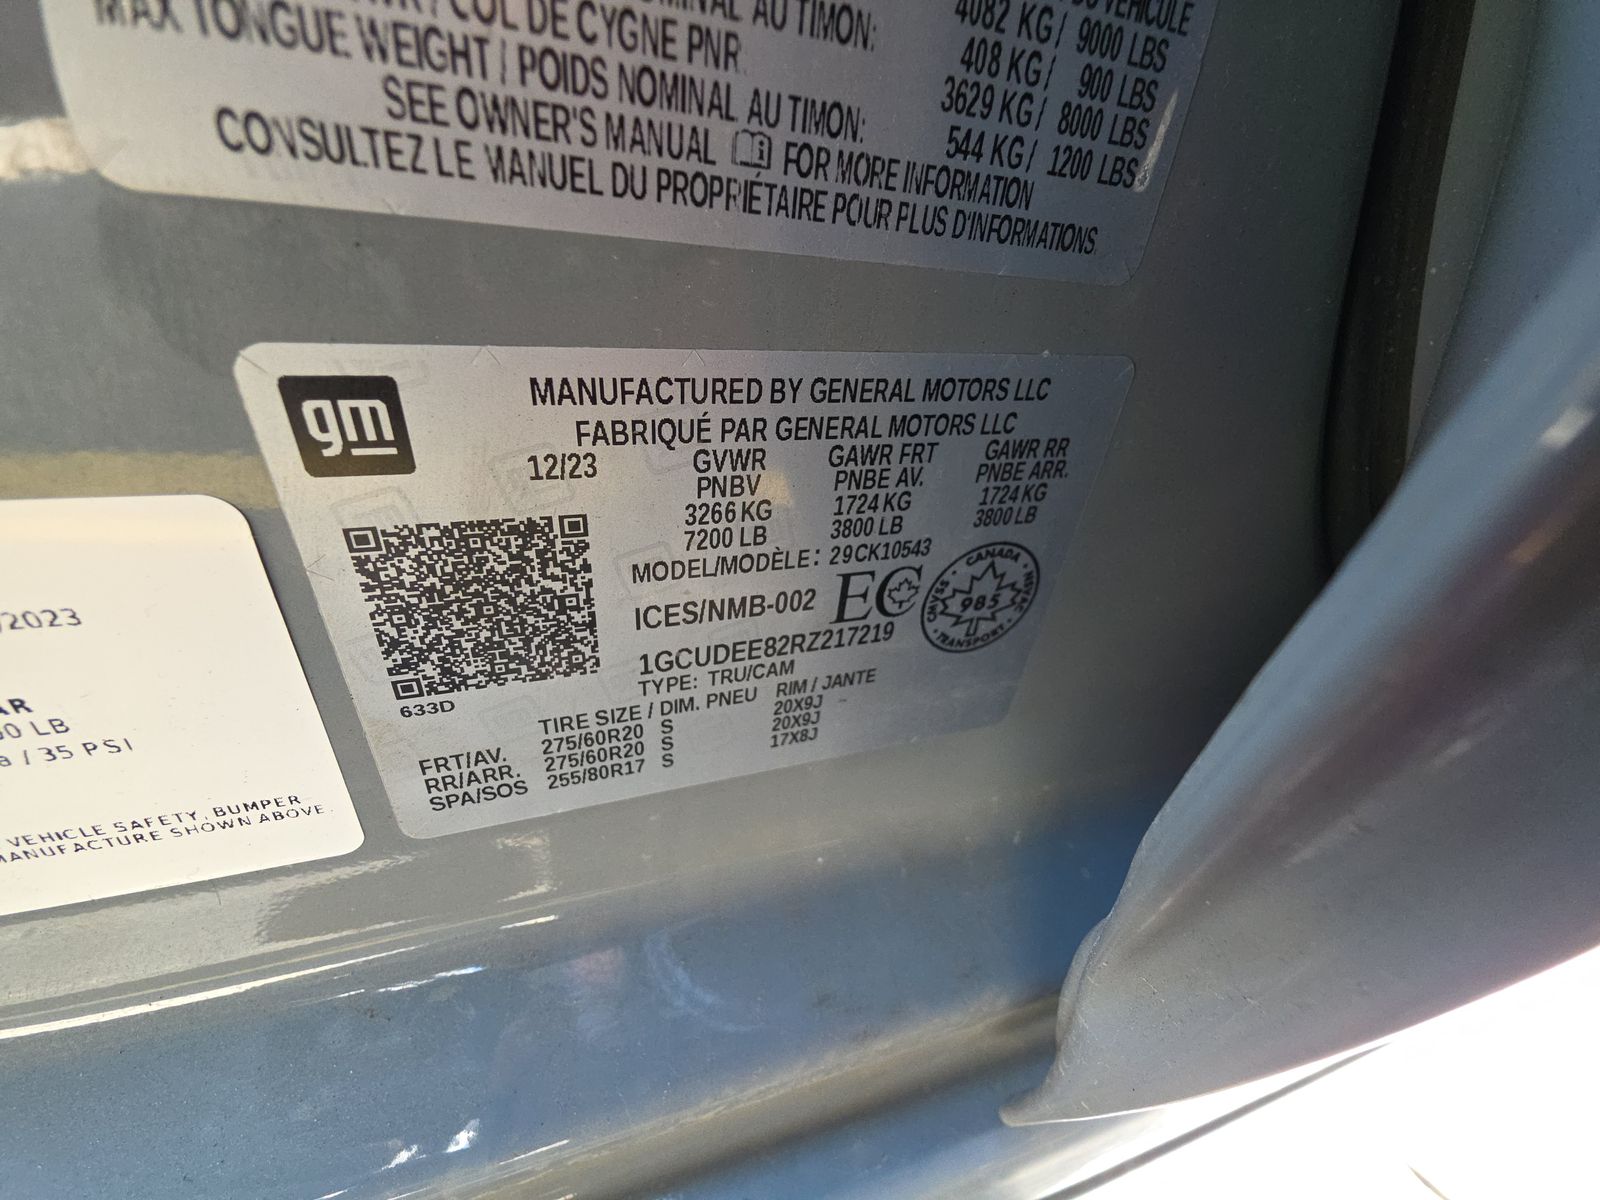 NOMINAL AU TIMON:
COL DE CYGNE PNR
MAX TONGUE WEIGHT / POIDS NOMINAL AU TIMON:
VÉHICULE
4082 KG / 9000 LBS
408 KG / 900 LBS
3629 KG / 8000 LBS
544 KG / 1200 LBS
SEE OWNER'S MANUAL FOR MORE INFORMATION
CONSULTEZ LE MANUEL DU PROPRIÉTAIRE POUR PLUS D'INFORMATIONS
gm
MANUFACTURED BY GENERAL MOTORS LLC
FABRIQUÉ PAR GENERAL MOTORS LLC
12/23 GVWR GAWR FRT GAWR RR
PNBV PNBE AV. PNBE ARR.
3266 KG 1724 KG 1724 KG
7200 LB 3800 LB 3800 LB
MODEL/MODÈLE: 29CK10543
ICES/NMB-002 EC
CANADA
NSVAC
TRANSPORT
CMVSS
985
1GCUDEE82RZ217219
TYPE: TRU/CAM
633D
TIRE SIZE / DIM. PNEU RIM / JANTE
FRT/AV. 275/60R20 S 20X9J
RR/ARR. 275/60R20 S 20X9J
SPA/SOS 255/80R17 S 17X8J
/2023
AR
0 LB
a / 35 PSI
VEHICLE SAFETY, BUMPER
MANUFACTURE SHOWN ABOVE.